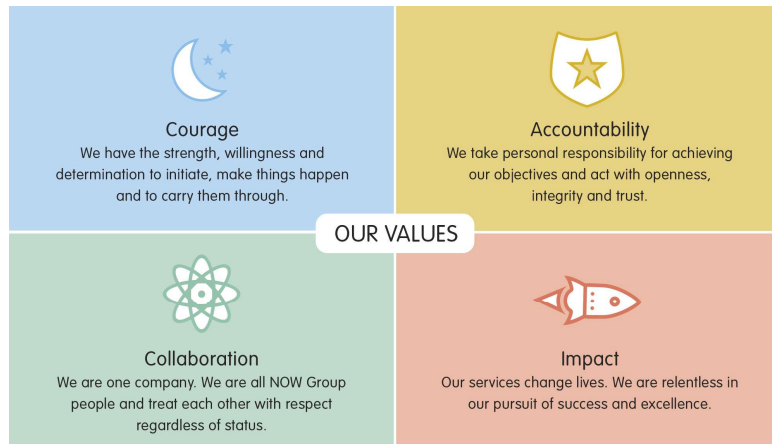 Courage
We have the strength, willingness and
determination to initiate, make things happen
and to carry them through.
Accountability
We take personal responsibility for achieving
our objectives and act with openness,
integrity and trust.
OUR VALUES
Collaboration
We are one company. We are all NOW Group
people and treat each other with respect
regardless of status.
Impact
Our services change lives. We are relentless in
our pursuit of success and excellence.